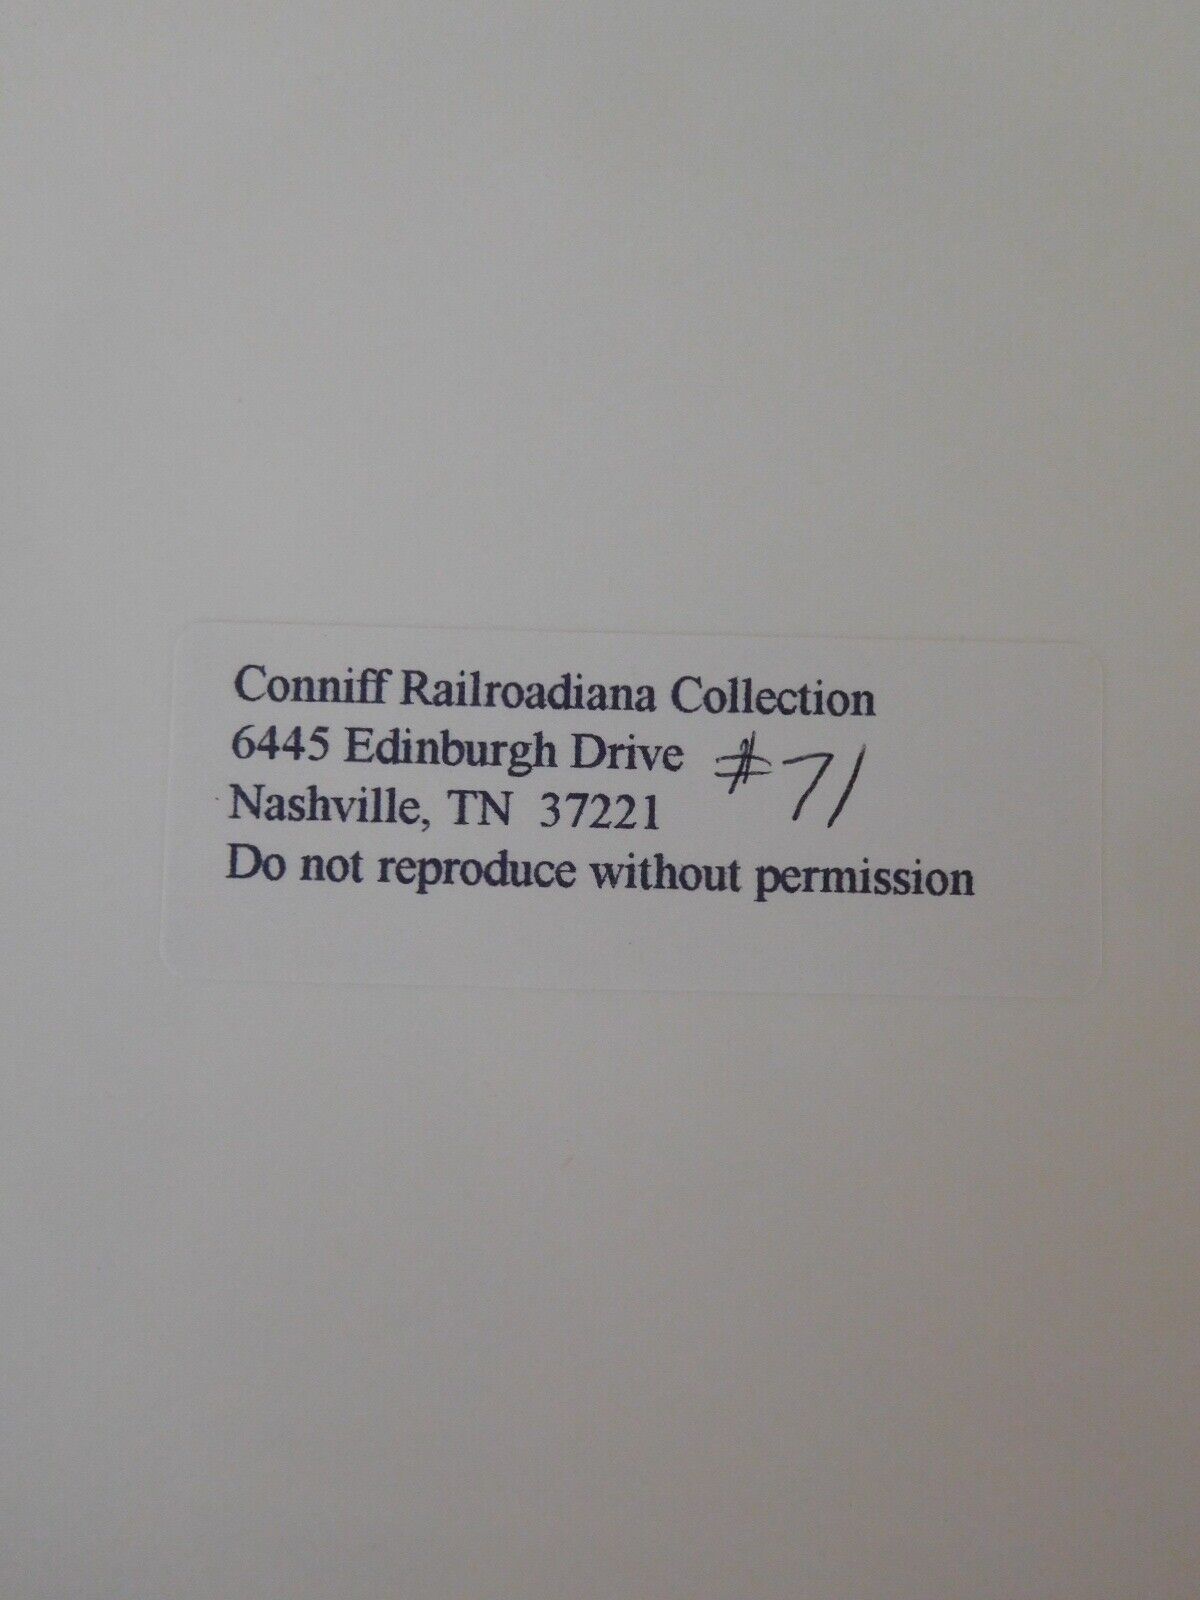 Conniff Railroadiana Collection
6445 Edinburgh Drive #71
Nashville, TN 37221
Do not reproduce without permission